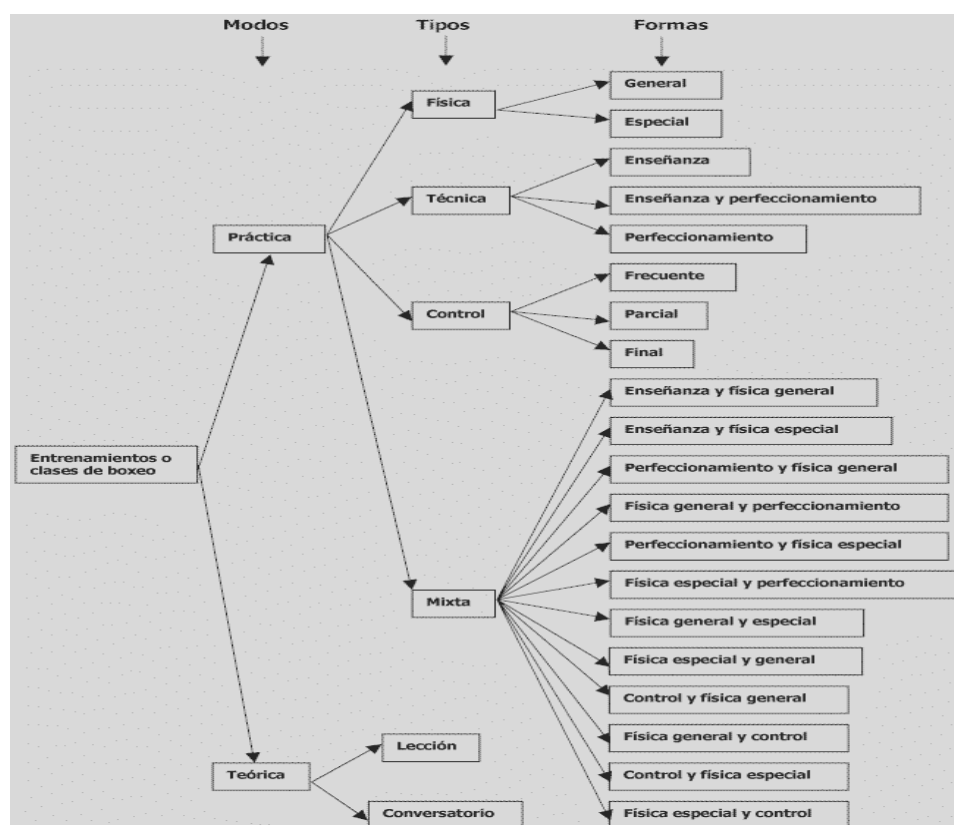 Modos Tipos Formas
General
Física
Especial
Enseñanza
Técnica
Enseñanza y perfeccionamiento
Práctica
Perfeccionamiento
Frecuente
Control
Parcial
Final
Enseñanza y física general
Enseñanza y física especial
Entrenamientos o
clases de boxeo
Perfeccionamiento y física general
Física general y perfeccionamiento
Perfeccionamiento y física especial
Física especial y perfeccionamiento
Mixta
Física general y especial
Física especial y general
Control y física general
Física general y control
Lección
Teórica
Control y física especial
Conversatorio
Física especial y control